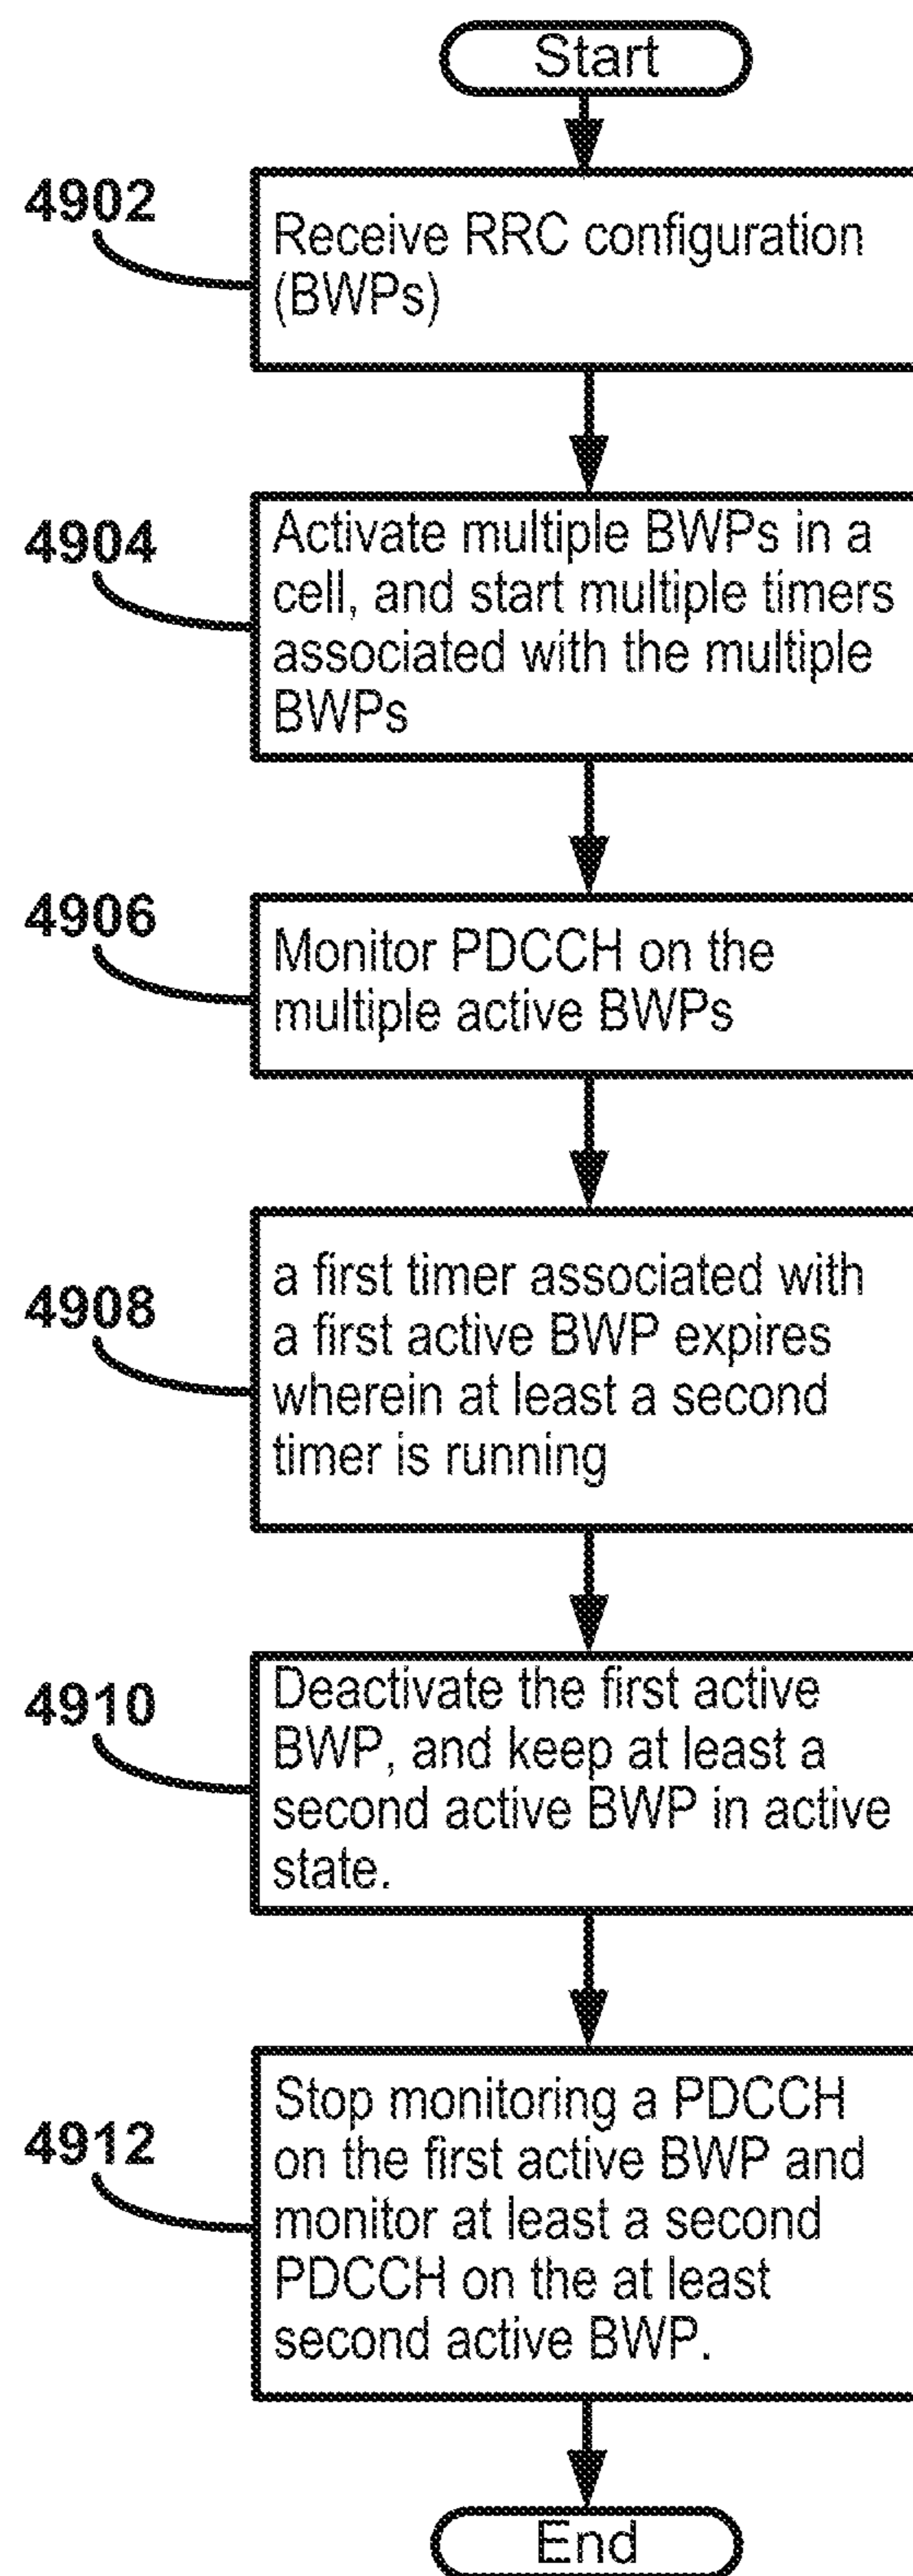 Start
4902
Receive RRC configuration
(BWPs)
4904
Activate multiple BWPs in a
cell, and start multiple timers
associated with the multiple
BWPs
4906
Monitor PDCCH on the
multiple active BWPs
4908
a first timer associated with
a first active BWP expires
wherein at least a second
timer is running
4910
Deactivate the first active
BWP, and keep at least a
second active BWP in active
state.
4912
Stop monitoring a PDCCH
on the first active BWP and
monitor at least a second
PDCCH on the at least
second active BWP.
End